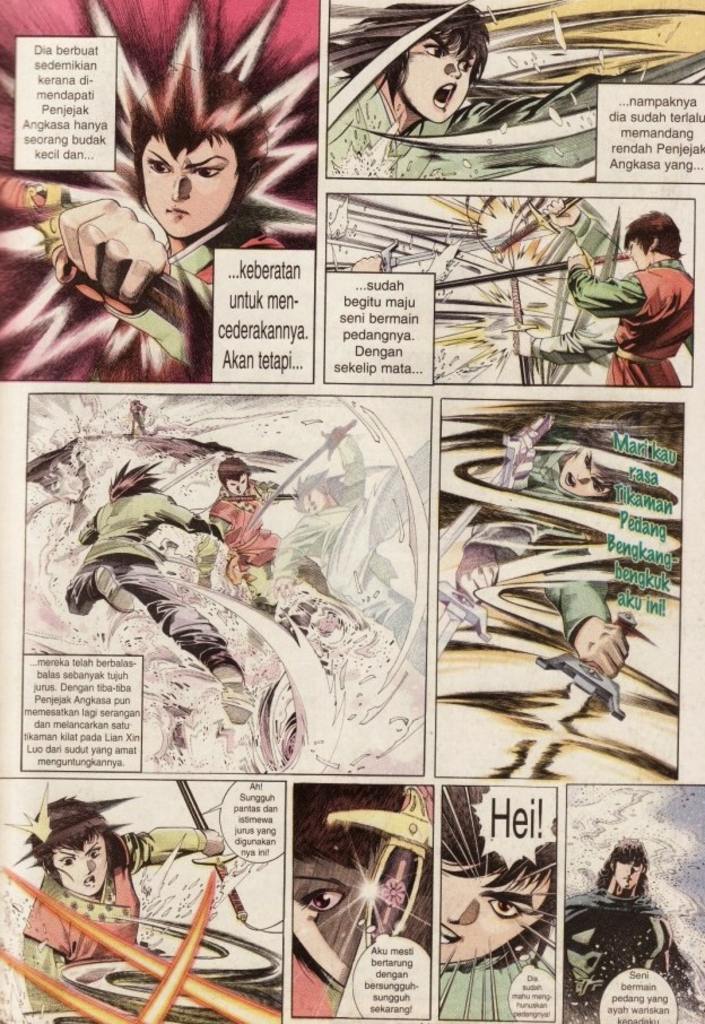 Dia berbuat
sedemikian
kerana di-
mendapati
Penjejak
Angkasa hanya
seorang budak
kecil dan...
...keberatan
untuk men-
cederakannya.
Akan tetapi...
...nampaknya
dia sudah terlalu
memandang
rendah Penjejak
Angkasa yang...
...sudah
begitu maju
seni bermain
pedangnya.
Dengan
sekelip mata...
...mereka telah berbalas-
balas sebanyak tujuh
jurus. Dengan tiba-tiba
Penjejak Angkasa pun
memesatkan lagi serangan
dan melancarkan satu
tikaman kilat pada Lian Xin
Luo dari sudut yang amat
menguntungkannya.
Mari kau
rasa
Tikaman
Pedang
Bengkang-
bengkuk
aku ini!
Ah!
Sungguh
pantas dan
istimewa
jurus yang
digunakan
nya ini!
Aku mesti
bertarung
dengan
bersungguh-
sungguh
sekarang!
Hei!
Dia
sudah
mahu meng-
hunuskan
pedangnya!
Seni
bermain
pedang yang
ayah wariskan
kepadaku